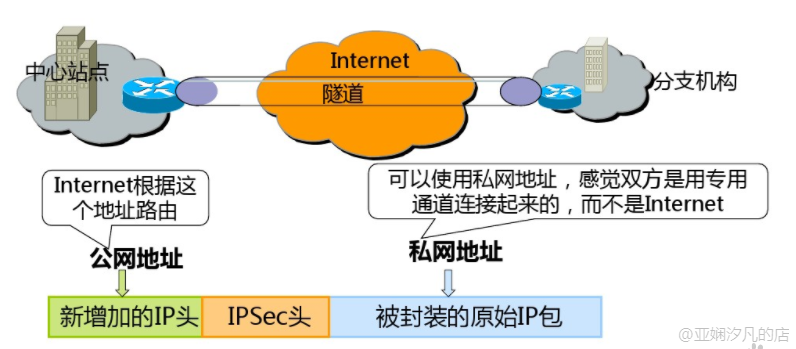 Internet
中心站点
隧道
分支机构
Internet根据这
个地址路由
可以使用私网地址，感觉双方是用专用
通道连接起来的，而不是Internet
公网地址
私网地址
新增加的IP头
IPSec头
被封装的原始IP包
@亚娴汐凡的店